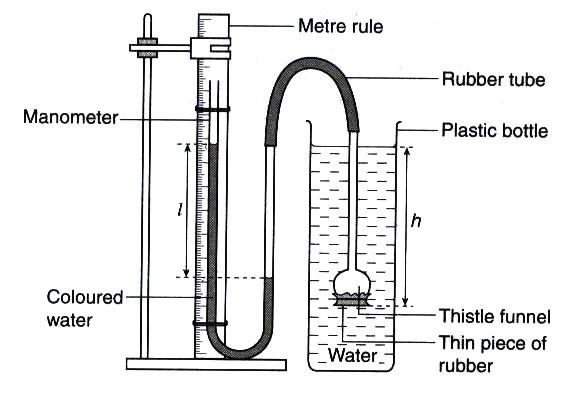 Metre rule
Rubber tube
Manometer
Plastic bottle
l
h
Coloured
water
Thistle funnel
Thin piece of
rubber
Water